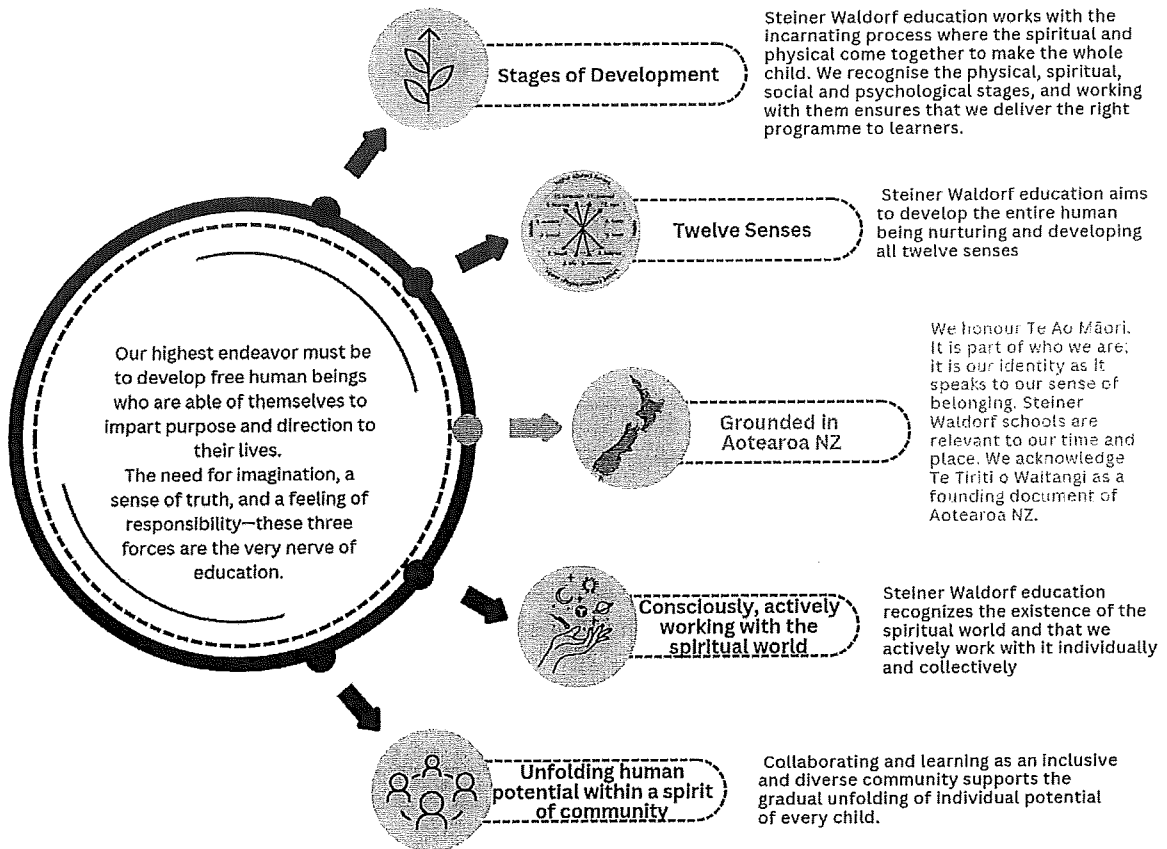 Steiner Waldorf education works with the
incarnating process where the spiritual and
physical come together to make the whole
child. We recognise the physical, spiritual,
social and psychological stages, and working
with them ensures that we deliver the right
programme to learners.
Stages of Development
Steiner Waldorf education aims
to develop the entire human
being nurturing and developing
all twelve senses
Twelve Senses
Our highest endeavor must be
to develop free human beings
who are able of themselves to
impart purpose and direction to
their lives.
The need for imagination, a
sense of truth, and a feeling of
responsibility—these three
forces are the very nerve of
education.
We honour Te Ao Māori.
It is part of who we are;
it is our identity as it
speaks to our sense of
belonging. Steiner
Waldorf schools are
relevant to our time and
place. We acknowledge
Te Tiriti o Waitangi as a
founding document of
Aotearoa NZ.
Grounded in
Aotearoa NZ
Steiner Waldorf education
recognizes the existence of the
spiritual world and that we
actively work with it individually
and collectively
Consciously, actively
working with the
spiritual world
Collaborating and learning as an inclusive
and diverse community supports the
gradual unfolding of individual potential
of every child.
Unfolding human
potential within a spirit
of community